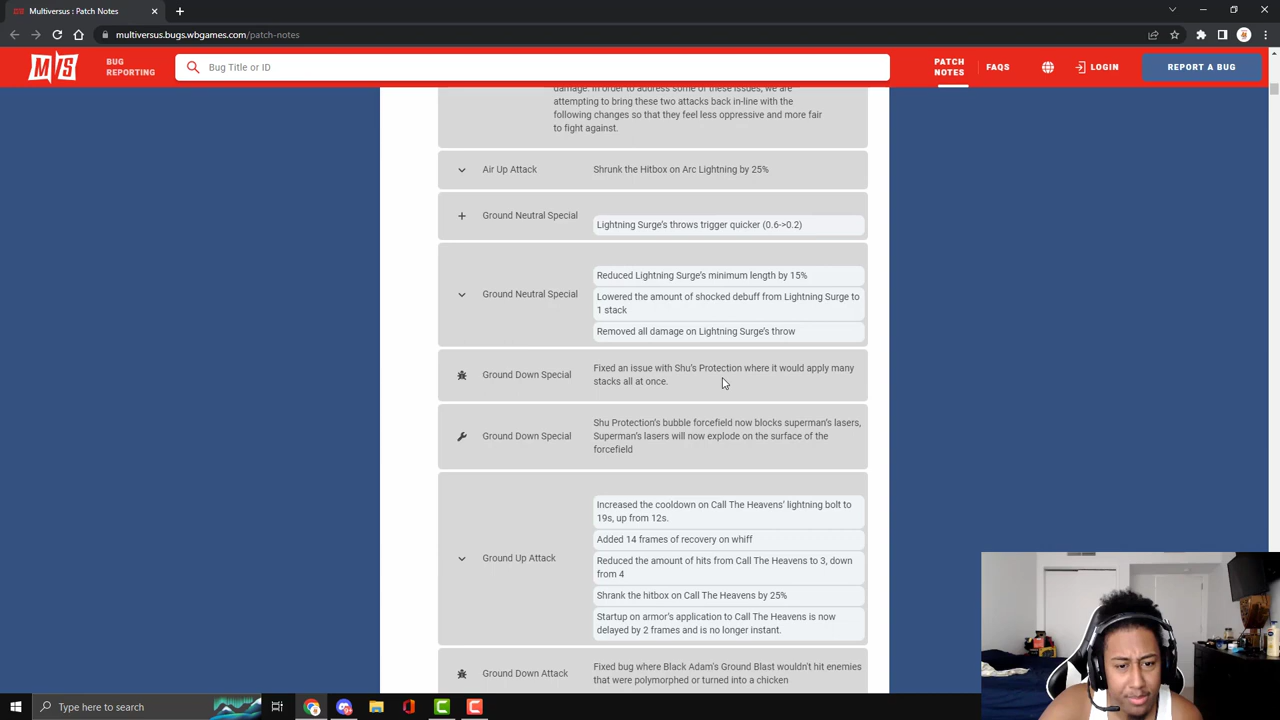 Multiversus : Patch Notes
multiversus.bugs.wbgames.com/patch-notes
M/S
BUG
REPORTING
Bug Title or ID
PATCH
NOTES
FAQS
LOGIN
REPORT A BUG
damage. In order to address some of these issues, we are
attempting to bring these two attacks back in-line with the
following changes so that they feel less oppressive and more fair
to fight against.
Air Up Attack
Shrunk the Hitbox on Arc Lightning by 25%
Ground Neutral Special
Lightning Surge's throws trigger quicker (0.6->0.2)
Ground Neutral Special
Reduced Lightning Surge's minimum length by 15%
Lowered the amount of shocked debuff from Lightning Surge to
1 stack
Removed all damage on Lightning Surge's throw
Ground Down Special
Fixed an issue with Shu's Protection where it would apply many
stacks all at once.
Ground Down Special
Shu Protection's bubble forcefield now blocks superman's lasers,
Superman's lasers will now explode on the surface of the
forcefield
Ground Up Attack
Increased the cooldown on Call The Heavens' lightning bolt to
19s, up from 12s.
Added 14 frames of recovery on whiff
Reduced the amount of hits from Call The Heavens to 3, down
from 4
Shrank the hitbox on Call The Heavens by 25%
Startup on armor's application to Call The Heavens is now
delayed by 2 frames and is no longer instant.
Ground Down Attack
Fixed bug where Black Adam's Ground Blast wouldn't hit enemies
that were polymorphed or turned into a chicken
Type here to search